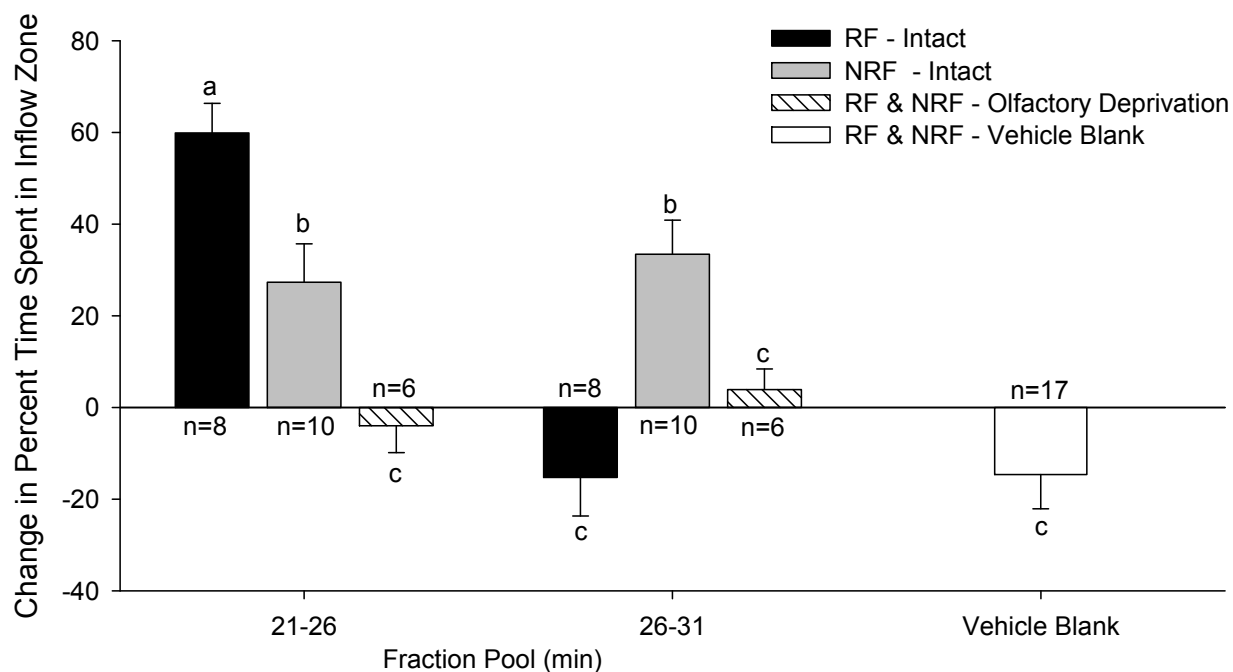 Change in Percent Time Spent in Inflow Zone
80
60
40
20
0
-20
-40
RF - Intact
NRF - Intact
RF & NRF - Olfactory Deprivation
RF & NRF - Vehicle Blank
a
b
b
c
n=6
n=8
n=17
n=8
n=10
n=10
n=6
c
c
c
21-26
26-31
Vehicle Blank
Fraction Pool (min)